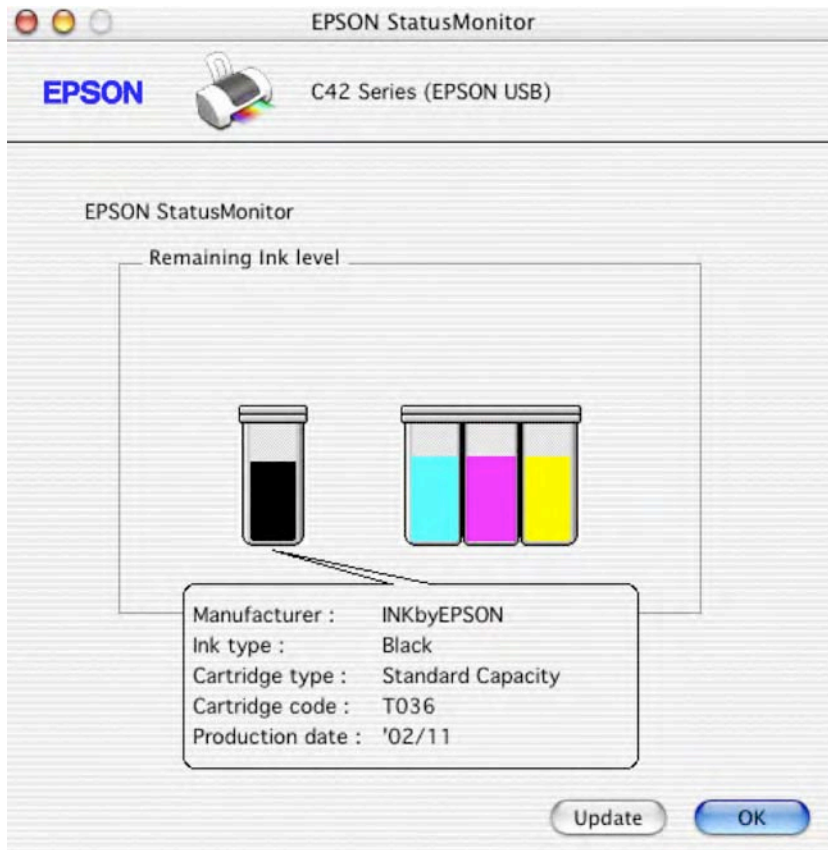 EPSON StatusMonitor
EPSON
C42 Series (EPSON USB)
EPSON StatusMonitor
Remaining Ink level
Manufacturer : INKbyEPSON
Ink type : Black
Cartridge type : Standard Capacity
Cartridge code : T036
Production date : '02/11
Update OK